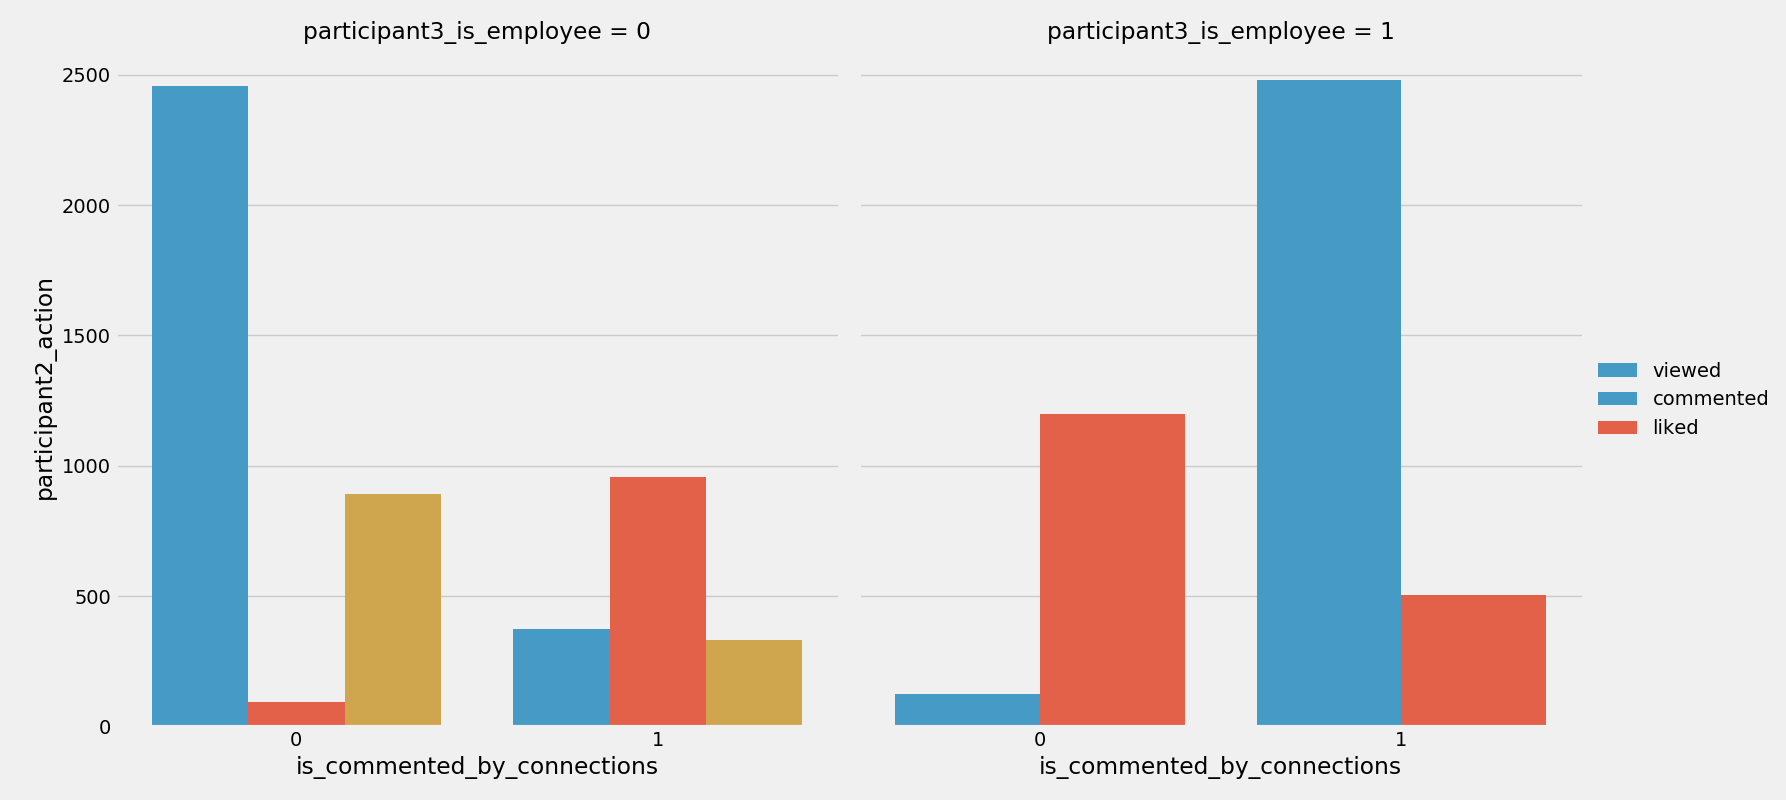 participant3_is_employee = 0
participant3_is_employee = 1
participant2_action
2500
2000
1500
1000
500
0
0
1
0
1
is_commented_by_connections
is_commented_by_connections
viewed
commented
liked